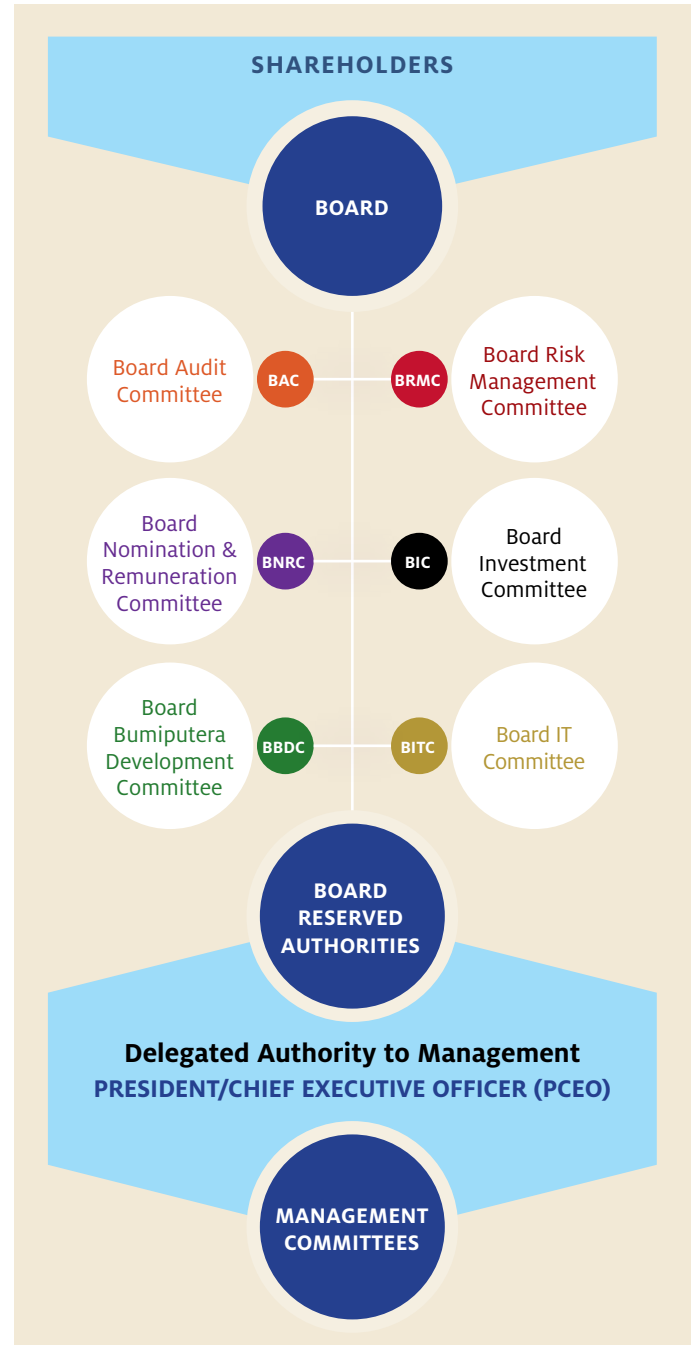 SHAREHOLDERS
BOARD
Board Audit
Committee
BAC
BRMC
Board Risk
Management
Committee
Board
Nomination &
Remuneration
Committee
BNRC
BIC
Board
Investment
Committee
Board
Bumiputera
Development
Committee
BBDC
BITC
Board IT
Committee
BOARD
RESERVED
AUTHORITIES
Delegated Authority to Management
PRESIDENT/CHIEF EXECUTIVE OFFICER (PCEO)
MANAGEMENT
COMMITTEES